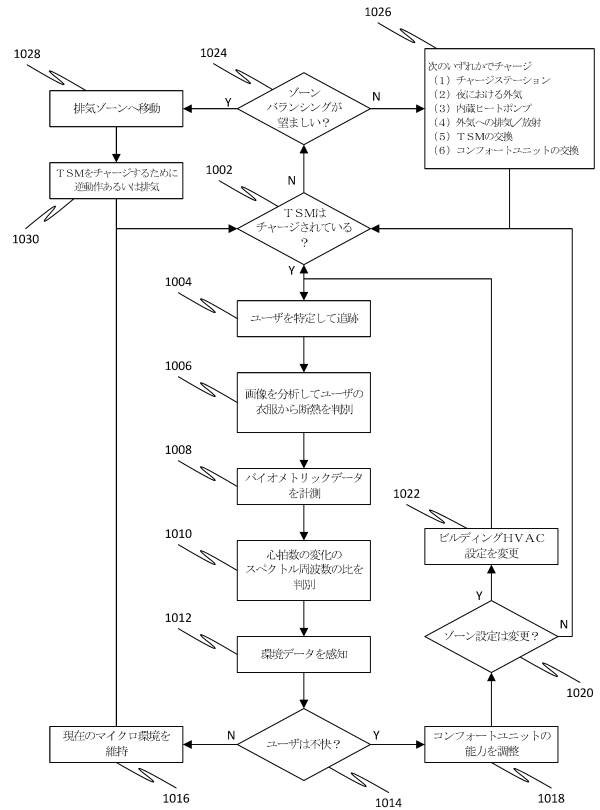 1026
1024
1028
次のいずれかでチャージ
(1) チャージステーション
(2) 夜における外気
(3) 内蔵ヒートポンプ
(4) 外気への排気／放射
(5) TSMの交換
(6) コンフォートユニットの交換
ゾーン
バランシングが
望ましい?
Y
N
排気ゾーンへ移動
1002
N
TSMをチャージするために
逆動作あるいは排気
1030
TSMは
チャージされている
?
Y
1004
ユーザを特定して追跡
1006
画像を分析してユーザの
衣服から断熱を判別
1008
バイオメトリックデータ
を計測
1022
ビルディングHVAC
設定を変更
1010
心拍数の変化の
スペクトル周波数の比を
判別
Y
N
1012
環境データを感知
ゾーン設定は変更?
1020
現在のマイクロ環境を
維持
N
ユーザは不快?
Y
コンフォートユニットの
能力を調整
1016
1014
1018